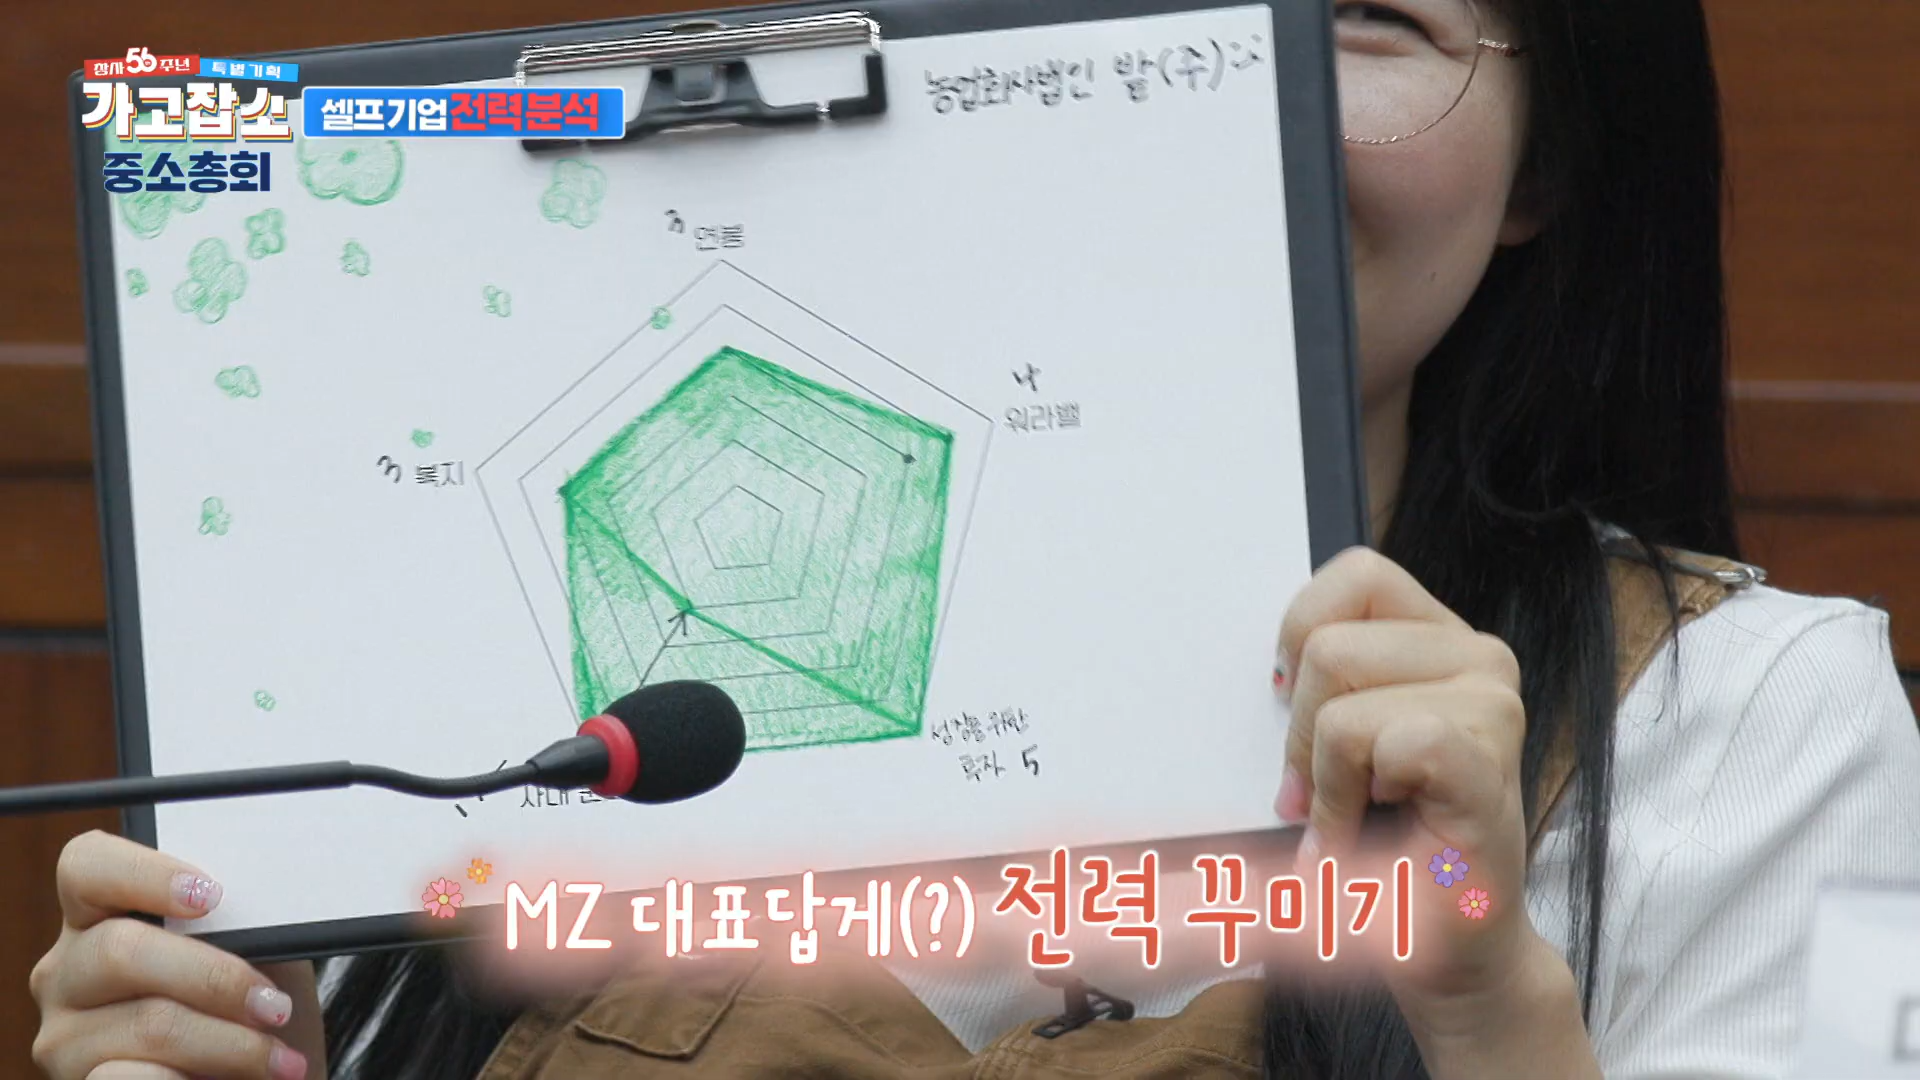 창사 56주년 특별기획
가고잡소
중소총회
셀프기업 전력분석
농업회사법인 밭(주)
3 연봉
4
워라밸
3 복지
성장을 위한
투자 5
사내
MZ 대표답게(?) 전력 꾸미기